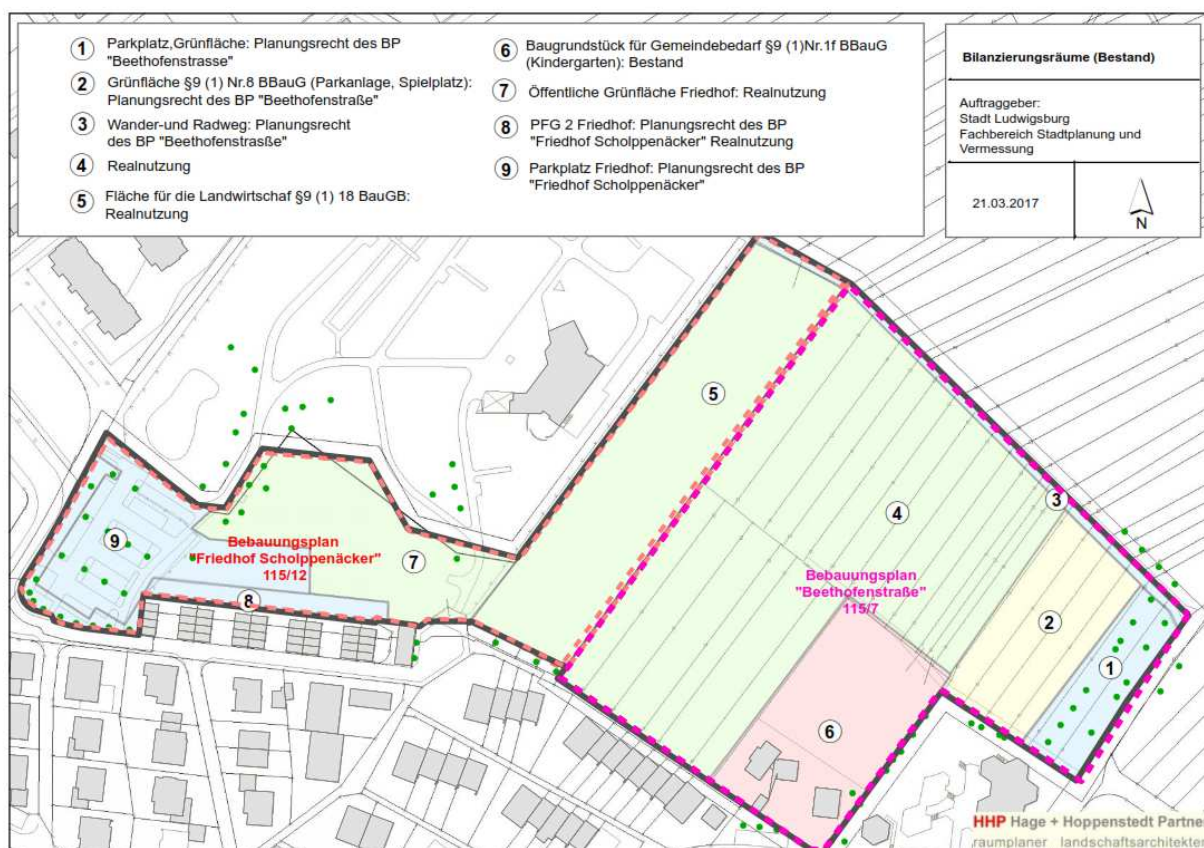 1 Parkplatz,Grünfläche: Planungsrecht des BP
"Beethofenstrasse"
2 Grünfläche §9 (1) Nr.8 BBauG (Parkanlage, Spielplatz):
Planungsrecht des BP "Beethofenstraße"
3 Wander-und Radweg: Planungsrecht
des BP "Beethofenstrasße"
4 Realnutzung
5 Fläche für die Landwirtschaf §9 (1) 18 BauGB:
Realnutzung
6 Baugrundstück für Gemeindebedarf §9 (1)Nr.1f BBauG
(Kindergarten): Bestand
7 Öffentliche Grünfläche Friedhof: Realnutzung
8 PFG 2 Friedhof: Planungsrecht des BP
"Friedhof Scholppenäcker" Realnutzung
9 Parkplatz Friedhof: Planungsrecht des BP
"Friedhof Scholppenäcker"
Bilanzierungsräume (Bestand)
Auftraggeber:
Stadt Ludwigsburg
Fachbereich Stadtplanung und
Vermessung
21.03.2017
N
5
3
4
9
Bebauungsplan
"Friedhof Scholppenäcker"
115/12
7
8
Bebauungsplan
"Beethofenstraße"
115/7
2
1
6
HHP Hage + Hoppenstedt Partner
raumplaner landschaftsarchitekten